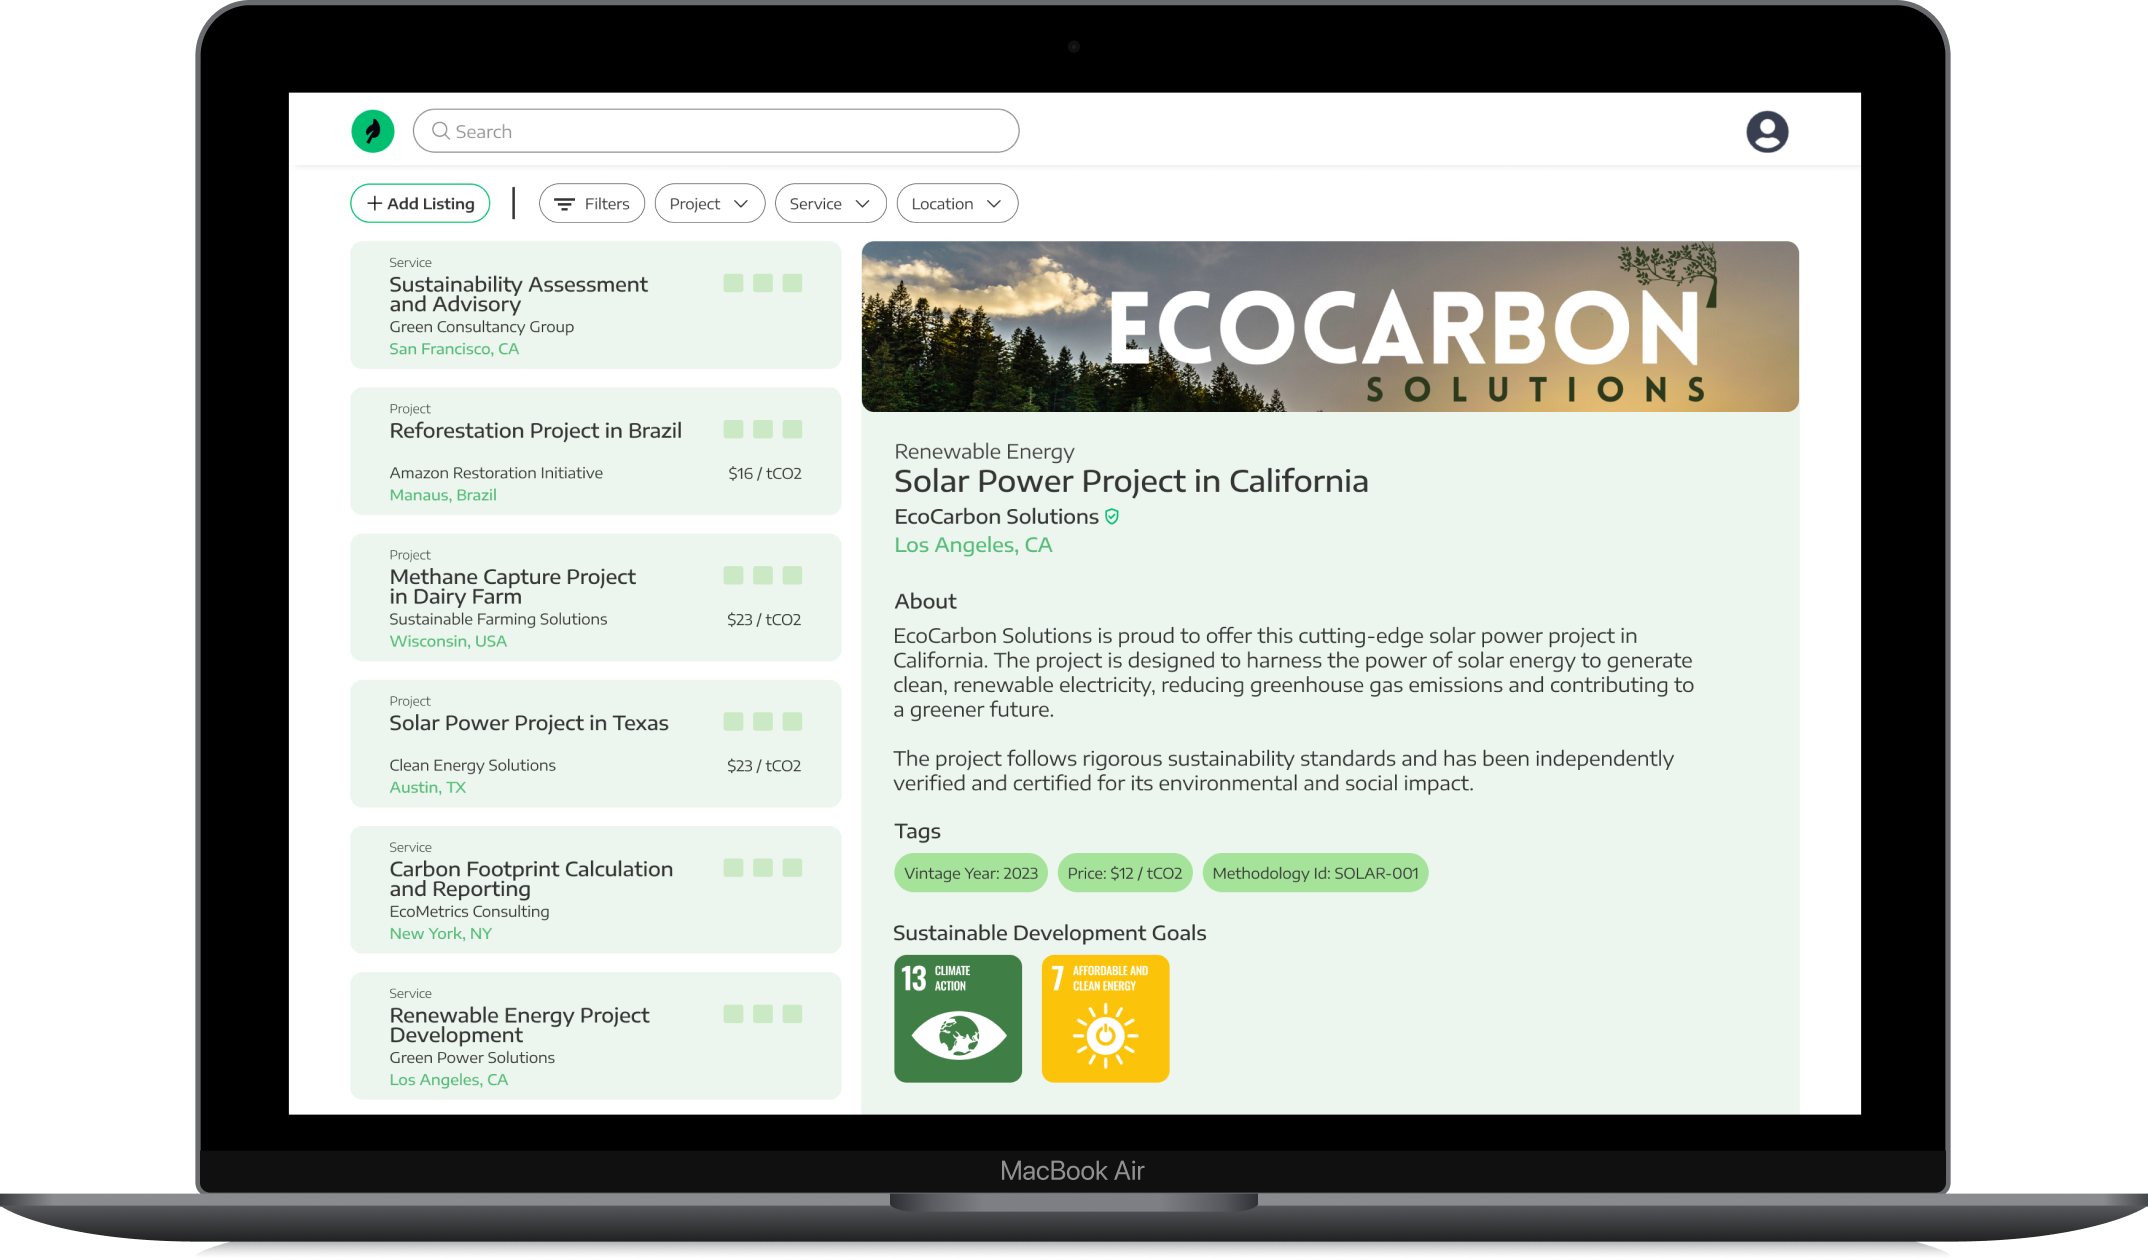 Search
Add Listing
Filters
Project
Service
Location
Service
Sustainability Assessment
and Advisory
Green Consultancy Group
San Francisco, CA
Project
Reforestation Project in Brazil
Amazon Restoration Initiative
$16 / tCO2
Manaus, Brazil
Project
Methane Capture Project
in Dairy Farm
Sustainable Farming Solutions
$23 / tCO2
Wisconsin, USA
Project
Solar Power Project in Texas
Clean Energy Solutions
$23 / tCO2
Austin, TX
Service
Carbon Footprint Calculation
and Reporting
EcoMetrics Consulting
New York, NY
Service
Renewable Energy Project
Development
Green Power Solutions
Los Angeles, CA
ECOCARBON
SOLUTIONS
Renewable Energy
Solar Power Project in California
EcoCarbon Solutions
Los Angeles, CA
About
EcoCarbon Solutions is proud to offer this cutting-edge solar power project in
California. The project is designed to harness the power of solar energy to generate
clean, renewable electricity, reducing greenhouse gas emissions and contributing to
a greener future.
The project follows rigorous sustainability standards and has been independently
verified and certified for its environmental and social impact.
Tags
Vintage Year: 2023
Price: $12 / tCO2
Methodology Id: SOLAR-001
Sustainable Development Goals
13 CLIMATE
ACTION
7 AFFORDABLE AND
CLEAN ENERGY
MacBook Air